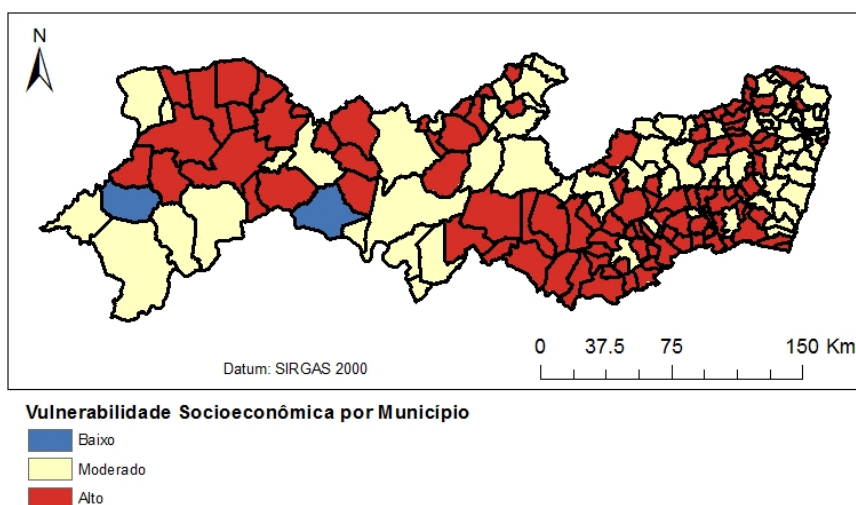 N
Datum: SIRGAS 2000
0 37.5 75 150 Km
Vulnerabilidade Socioeconômica por Município
Baixo
Moderado
Alto